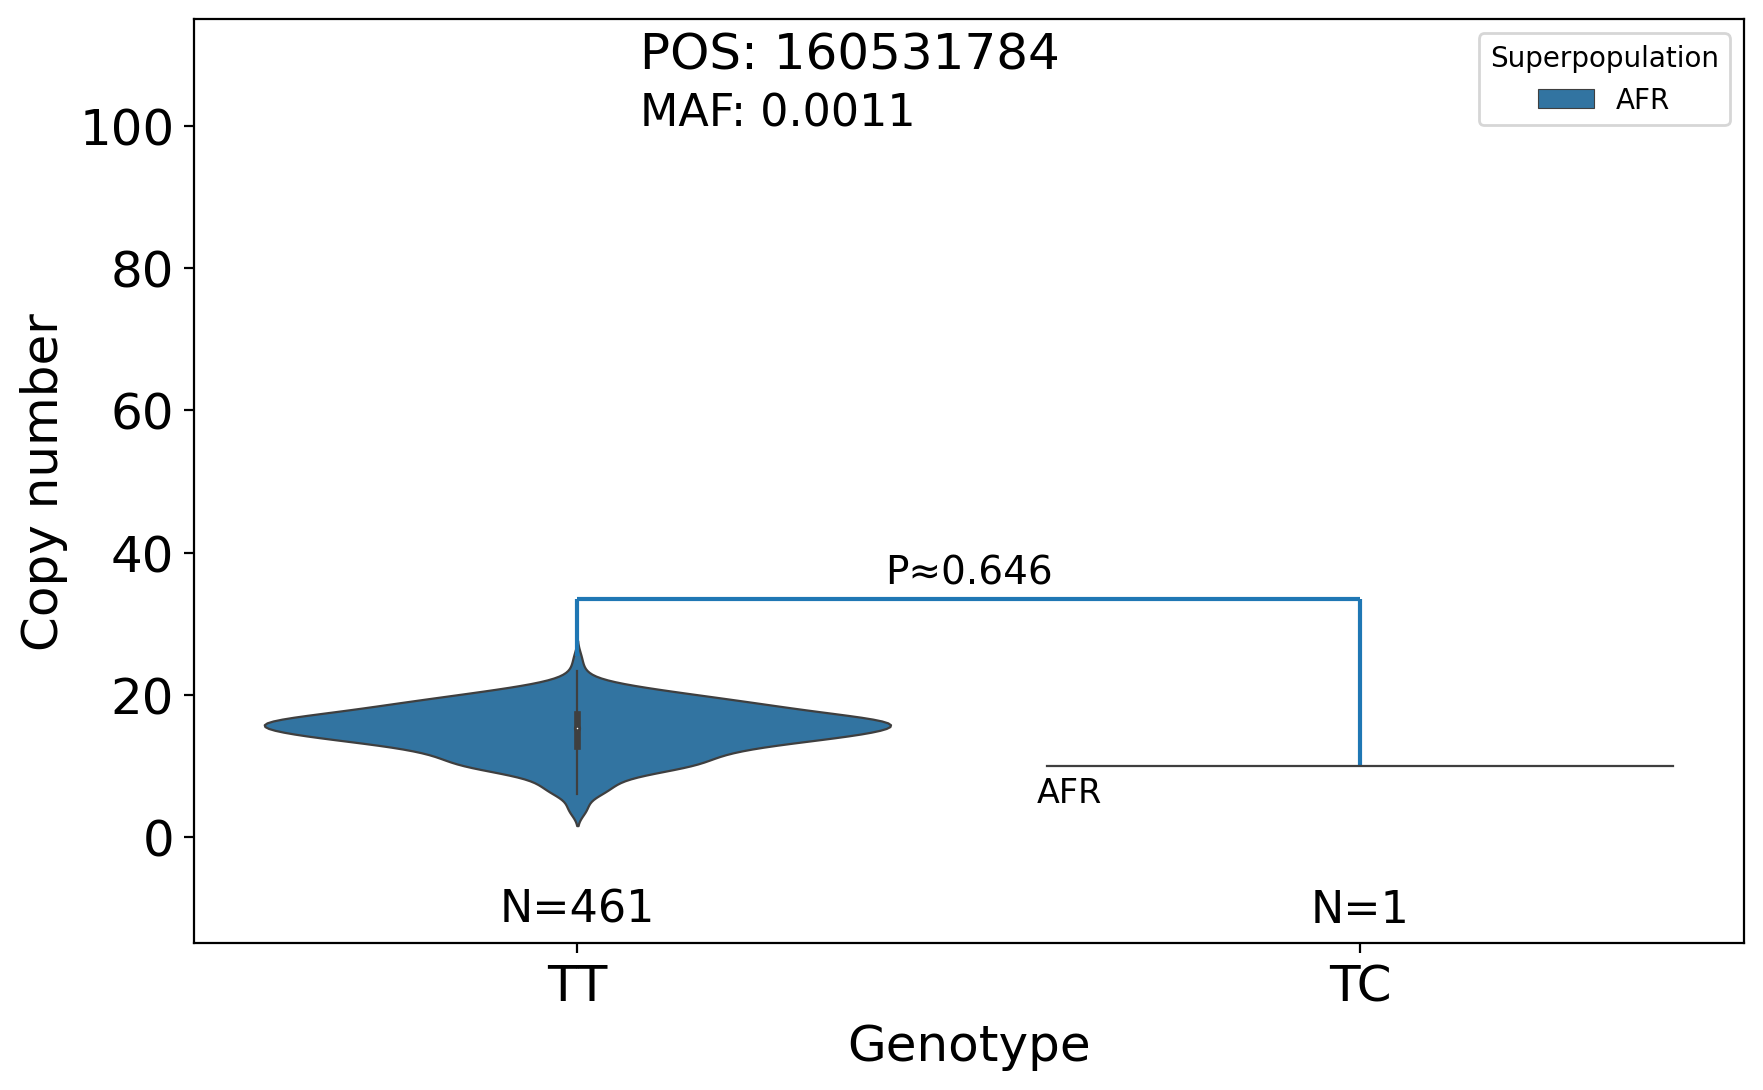 POS: 160531784
MAF: 0.0011
Superpopulation
AFR
100
80
60
40
20
0
Copy number
P≈0.646
AFR
N=461
N=1
TT
TC
Genotype